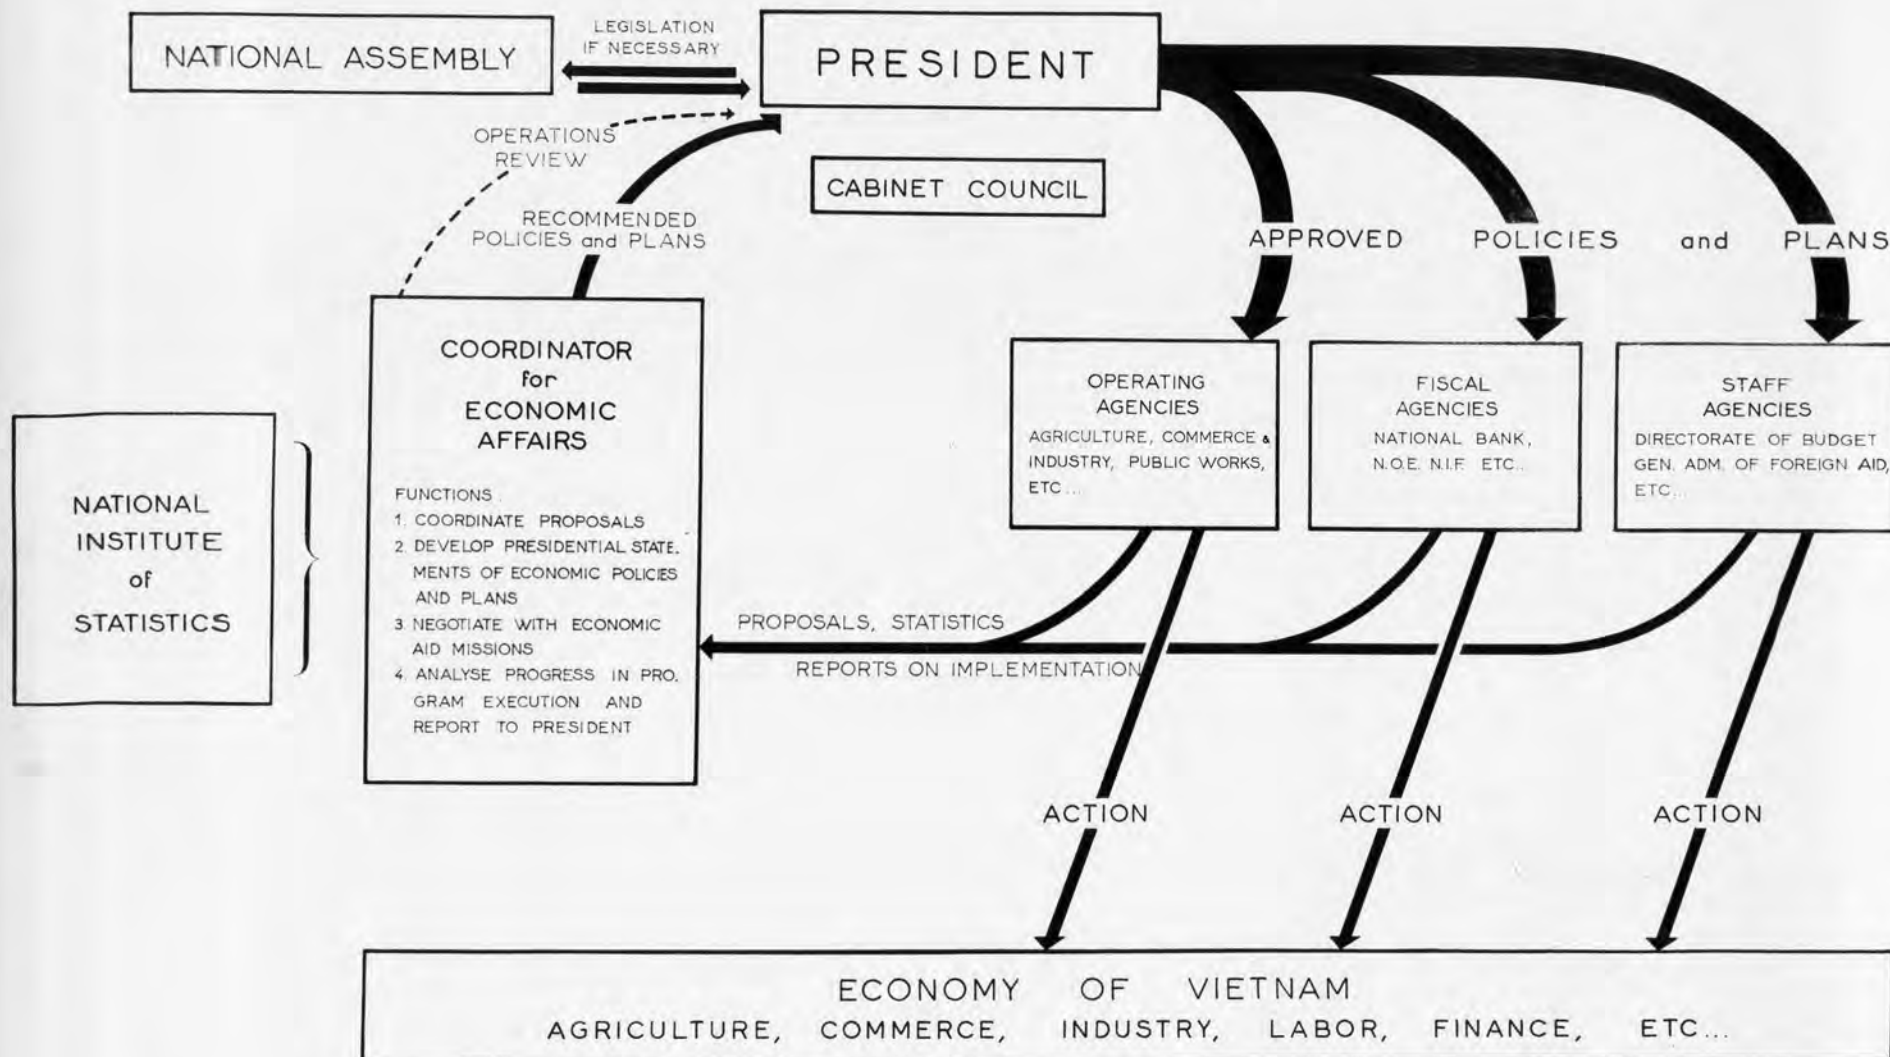 NATIONAL ASSEMBLY
LEGISLATION
IF NECESSARY
PRESIDENT
OPERATIONS
REVIEW
CABINET COUNCIL
RECOMMENDED
POLICIES and PLANS
APPROVED POLICIES and PLANS
COORDINATOR
for
ECONOMIC
AFFAIRS
FUNCTIONS.
1. COORDINATE PROPOSALS
2. DEVELOP PRESIDENTIAL STATE.
MENTS OF ECONOMIC POLICIES
AND PLANS
3. NEGOTIATE WITH ECONOMIC
AID MISSIONS
4. ANALYSE PROGRESS IN PRO.
GRAM EXECUTION AND
REPORT TO PRESIDENT
NATIONAL
INSTITUTE
of
STATISTICS
OPERATING
AGENCIES
AGRICULTURE, COMMERCE &
INDUSTRY, PUBLIC WORKS,
ETC...
FISCAL
AGENCIES
NATIONAL BANK,
N.O.E. N.I.F. ETC..
STAFF
AGENCIES
DIRECTORATE OF BUDGET
GEN. ADM. OF FOREIGN AID,
ETC...
PROPOSALS, STATISTICS
REPORTS ON IMPLEMENTATION
ACTION
ACTION
ACTION
ECONOMY OF VIETNAM
AGRICULTURE, COMMERCE, INDUSTRY, LABOR, FINANCE, ETC...